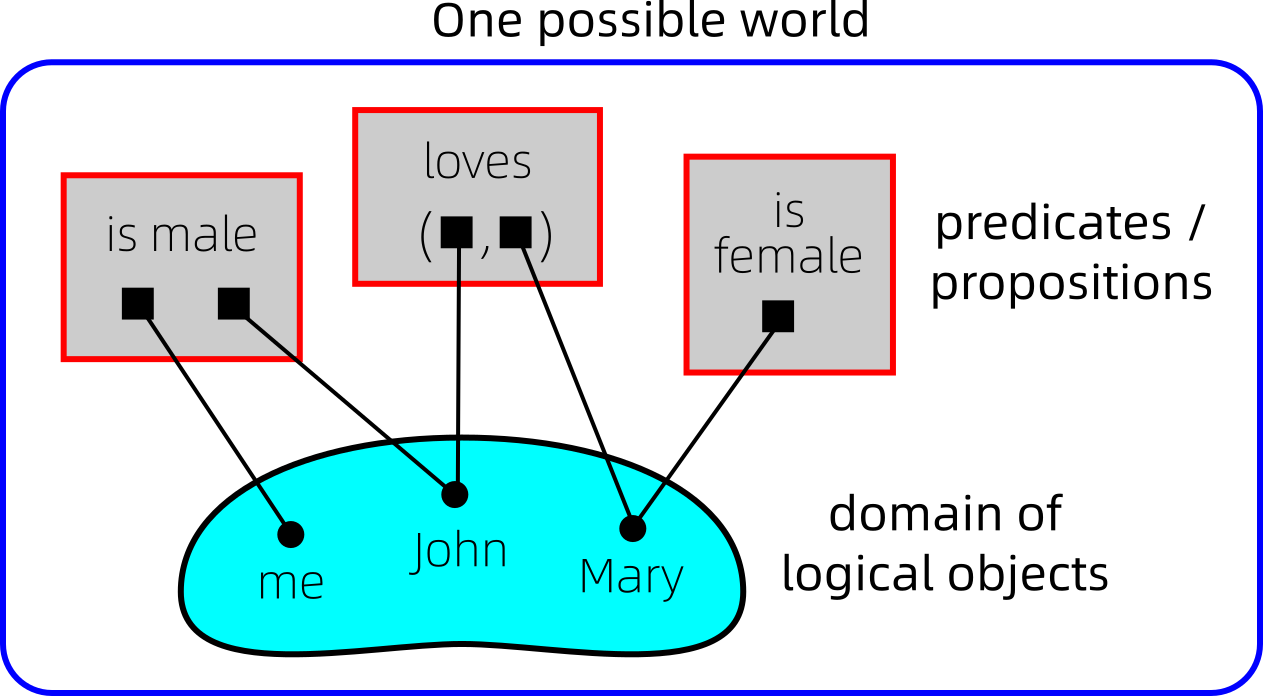 One possible world
loves
( , )
is male
is
female
predicates /
propositions
domain of
logical objects
John
me
Mary